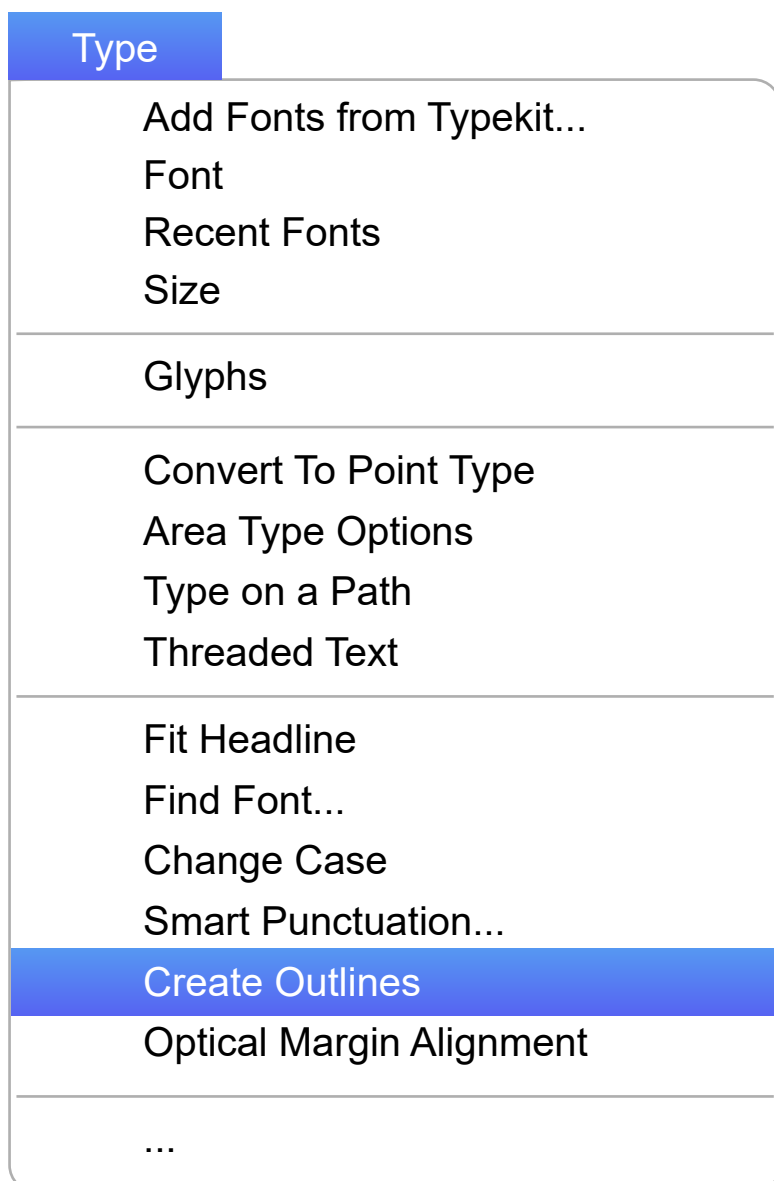 Type
Add Fonts from Typekit...
Font
Recent Fonts
Size
Glyphs
Convert To Point Type
Area Type Options
Type on a Path
Threaded Text
Fit Headline
Find Font...
Change Case
Smart Punctuation...
Create Outlines
Optical Margin Alignment
...